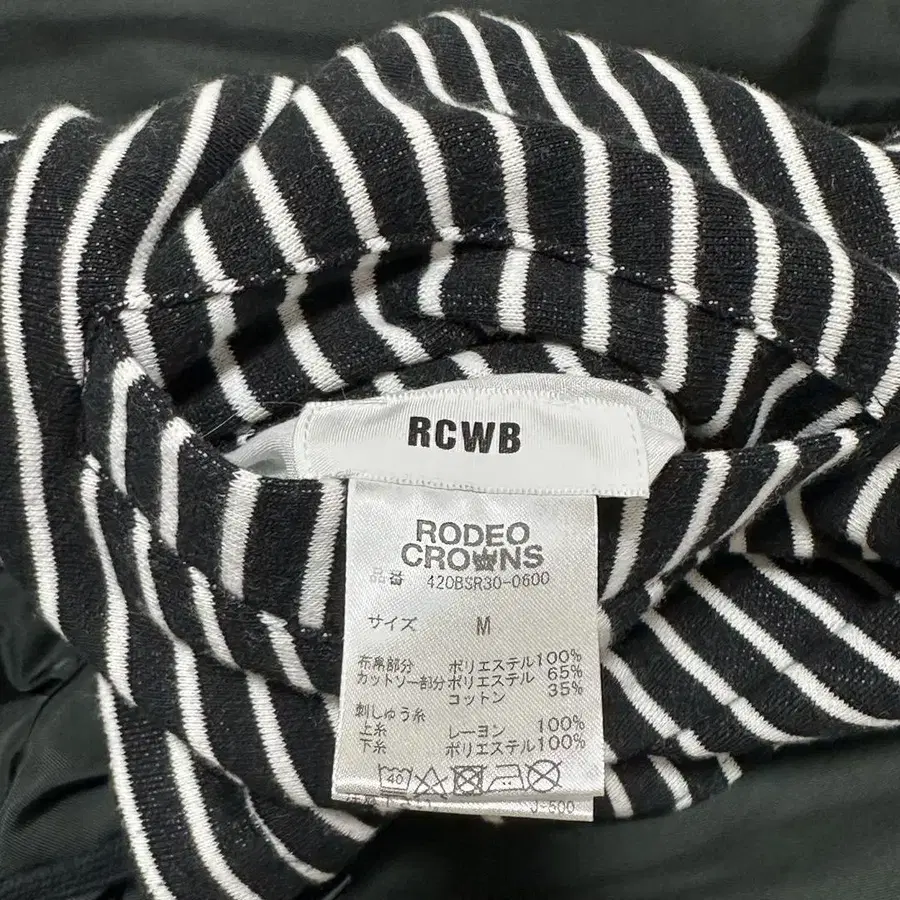 RCWB
RODEO
CROWNS
品番 420BSR30-0600
サイズ M
布帛部分 ポリエステル100%
カットソー部分ポリエステル 65%
コットン 35%
刺しゅう糸
上糸 レーヨン 100%
下糸 ポリエステル100%
40
J-500